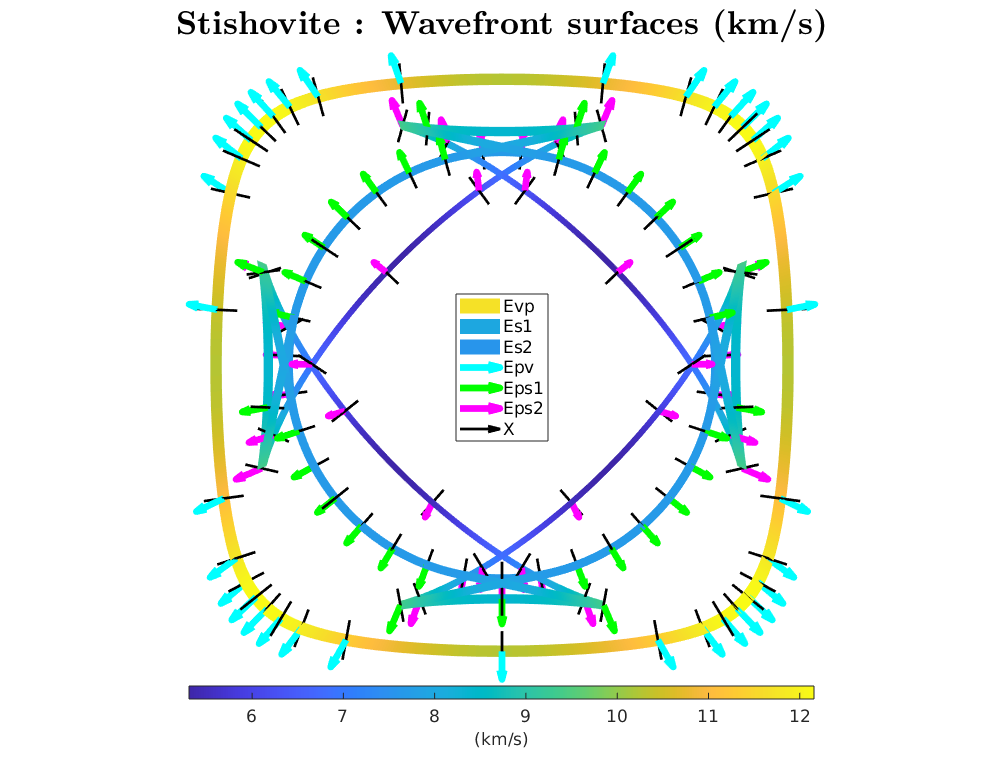 Stishovite : Wavefront surfaces (km/s)
Evp
Es1
Es2
Epv
Eps1
Eps2
X
6 7 8 9 10 11 12
(km/s)